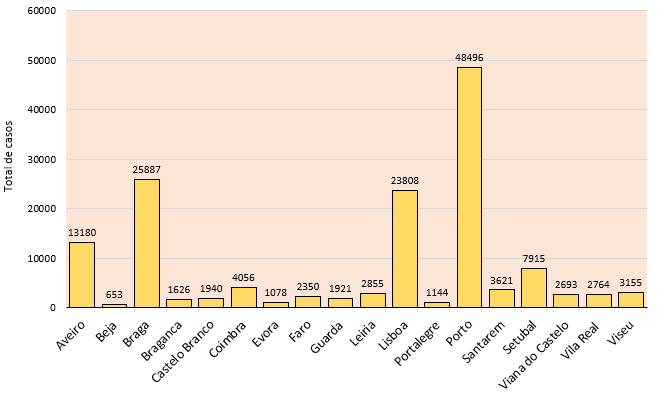 Total de casos
60000
50000
40000
30000
20000
10000
0
13180
653
25887
1626
1940
4056
1078
2350
1921
2855
23808
1144
48496
3621
7915
2693
2764
3155
Aveiro
Beja
Braga
Braganca
Castelo Branco
Coimbra
Evora
Faro
Guarda
Leiria
Lisboa
Portalegre
Porto
Santarem
Setubal
Viana do Castelo
Vila Real
Viseu